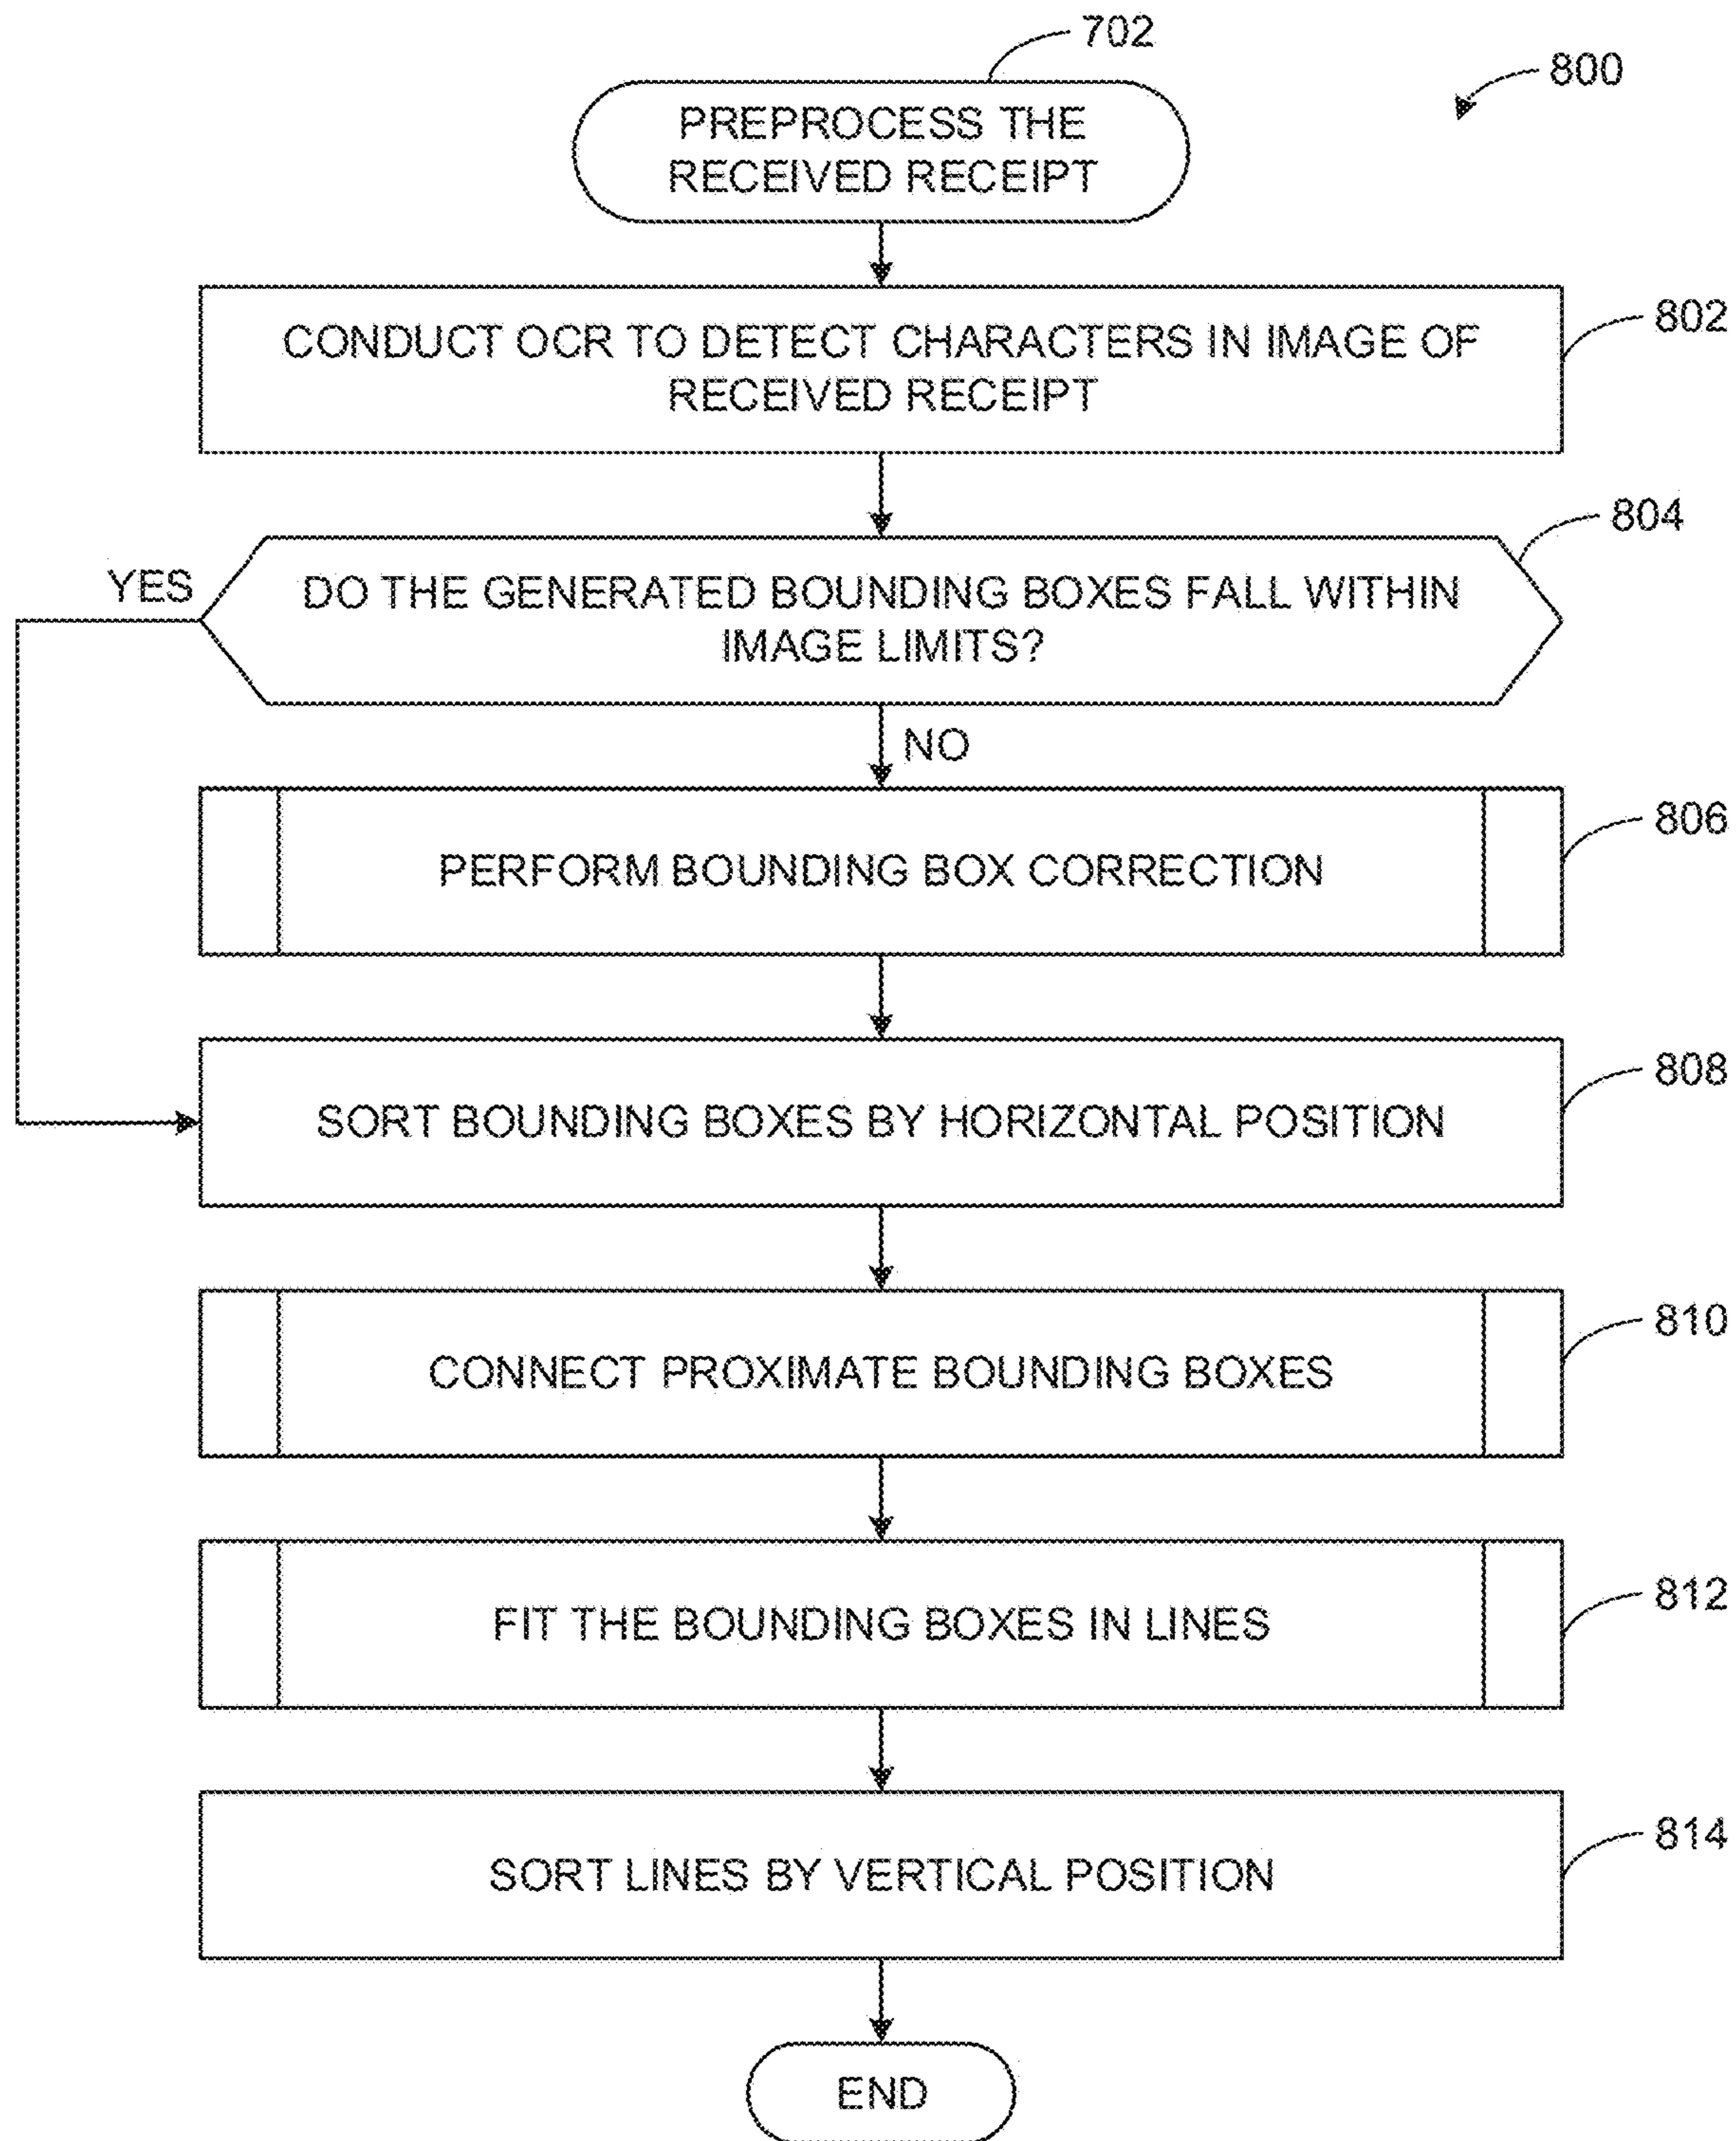 702
800
PREPROCESS THE
RECEIVED RECEIPT
802
CONDUCT OCR TO DETECT CHARACTERS IN IMAGE OF
RECEIVED RECEIPT
804
YES
DO THE GENERATED BOUNDING BOXES FALL WITHIN
IMAGE LIMITS?
NO
806
PERFORM BOUNDING BOX CORRECTION
808
SORT BOUNDING BOXES BY HORIZONTAL POSITION
810
CONNECT PROXIMATE BOUNDING BOXES
812
FIT THE BOUNDING BOXES IN LINES
814
SORT LINES BY VERTICAL POSITION
END